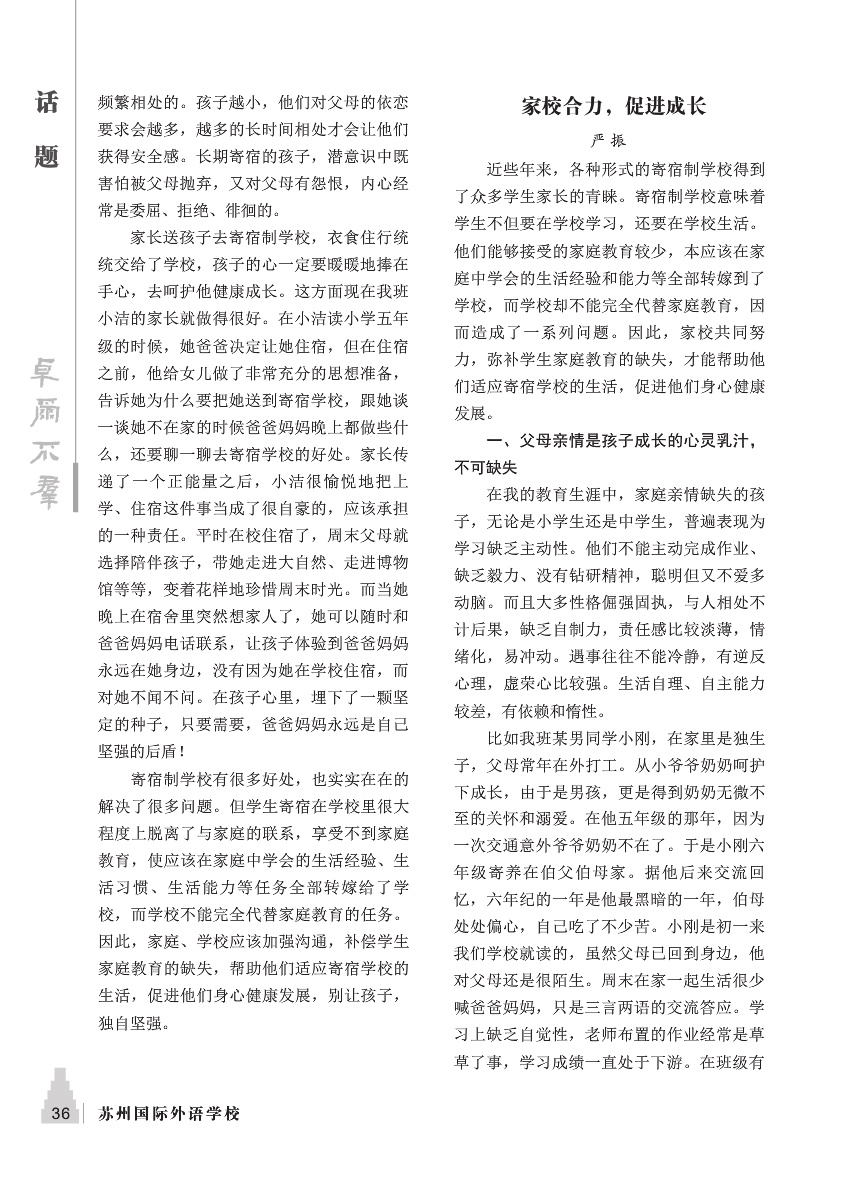 话
题
卓尔不群
频繁相处的。孩子越小，他们对父母的依恋
要求会越多，越多的长时间相处才会让他们
获得安全感。长期寄宿的孩子，潜意识中既
害怕被父母抛弃，又对父母有怨恨，内心经
常是委屈、拒绝、徘徊的。
家长送孩子去寄宿制学校，衣食住行统
统交给了学校，孩子的心一定要暖暖地捧在
手心，去呵护他健康成长。这方面现在我班
小洁的家长就做得很好。在小洁读小学五年
级的时候，她爸爸决定让她住宿，但在住宿
之前，他给女儿做了非常充分的思想准备，
告诉她为什么要把她送到寄宿学校，跟她谈
一谈她不在家的时候爸爸妈妈晚上都做些什
么，还要聊一聊去寄宿学校的好处。家长传
递了一个正能量之后，小洁很愉悦地把上
学、住宿这件事当成了很自豪的，应该承担
的一种责任。平时在校住宿了，周末父母就
选择陪伴孩子，带她走进大自然、走进博物
馆等等，变着花样地珍惜周末时光。而当她
晚上在宿舍里突然想家人了，她可以随时和
爸爸妈妈电话联系，让孩子体验到爸爸妈妈
永远在她身边，没有因为她在学校住宿，而
对她不闻不问。在孩子心里，埋下了一颗坚
定的种子，只要需要，爸爸妈妈永远是自己
坚强的后盾！
寄宿制学校有很多好处，也实实在在的
解决了很多问题。但学生寄宿在学校里很大
程度上脱离了与家庭的联系，享受不到家庭
教育，使应该在家庭中学会的生活经验、生
活习惯、生活能力等任务全部转嫁给了学
校，而学校不能完全代替家庭教育的任务。
因此，家庭、学校应该加强沟通，补偿学生
家庭教育的缺失，帮助他们适应寄宿学校的
生活，促进他们身心健康发展，别让孩子，
独自坚强。
家校合力，促进成长
严 振
近些年来，各种形式的寄宿制学校得到
了众多学生家长的青睐。寄宿制学校意味着
学生不但要在学校学习，还要在学校生活。
他们能够接受的家庭教育较少，本应该在家
庭中学会的生活经验和能力等全部转嫁到了
学校，而学校却不能完全代替家庭教育，因
而造成了一系列问题。因此，家校共同努
力，弥补学生家庭教育的缺失，才能帮助他
们适应寄宿学校的生活，促进他们身心健康
发展。
一、父母亲情是孩子成长的心灵乳汁，
不可缺失
在我的教育生涯中，家庭亲情缺失的孩
子，无论是小学生还是中学生，普遍表现为
学习缺乏主动性。他们不能主动完成作业、
缺乏毅力、没有钻研精神，聪明但又不爱多
动脑。而且大多性格倔强固执，与人相处不
计后果，缺乏自制力，责任感比较淡薄，情
绪化，易冲动。遇事往往不能冷静，有逆反
心理，虚荣心比较强。生活自理、自主能力
较差，有依赖和惰性。
比如我班某男同学小刚，在家里是独生
子，父母常年在外打工。从小爷爷奶奶呵护
下成长，由于是男孩，更是得到奶奶无微不
至的关怀和溺爱。在他五年级的那年，因为
一次交通意外爷爷奶奶不在了。于是小刚六
年级寄养在伯父伯母家。据他后来交流回
忆，六年纪的一年是他最黑暗的一年，伯母
处处偏心，自己吃了不少苦。小刚是初一来
我们学校就读的，虽然父母已回到身边，他
对父母还是很陌生。周末在家一起生活很少
喊爸爸妈妈，只是三言两语的交流答应。学
习上缺乏自觉性，老师布置的作业经常是草
草了事，学习成绩一直处于下游。在班级有
36 苏州国际外语学校